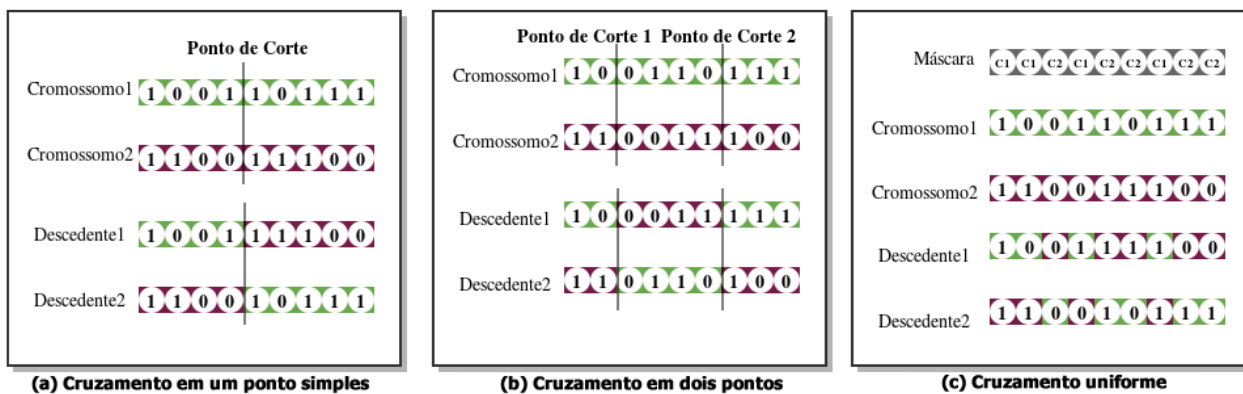 Ponto de Corte
Cromossomo1 1 0 0 1 1 0 1 1 1
Cromossomo2 1 1 0 0 1 1 1 0 0
Descedente1 1 0 0 1 1 1 1 0 0
Descedente2 1 1 0 0 1 0 1 1 1
(a) Cruzamento em um ponto simples
Ponto de Corte 1 Ponto de Corte 2
Cromossomo1 1 0 0 1 1 0 1 1 1
Cromossomo2 1 1 0 0 1 1 1 0 0
Descedente1 1 0 0 0 1 1 1 1 1
Descedente2 1 1 0 1 1 0 1 0 0
(b) Cruzamento em dois pontos
Máscara C1 C1 C2 C1 C2 C2 C1 C2 C2
Cromossomo1 1 0 0 1 1 0 1 1 1
Cromossomo2 1 1 0 0 1 1 1 0 0
Descedente1 1 0 0 1 1 1 1 0 0
Descedente2 1 1 0 0 1 0 1 1 1
(c) Cruzamento uniforme